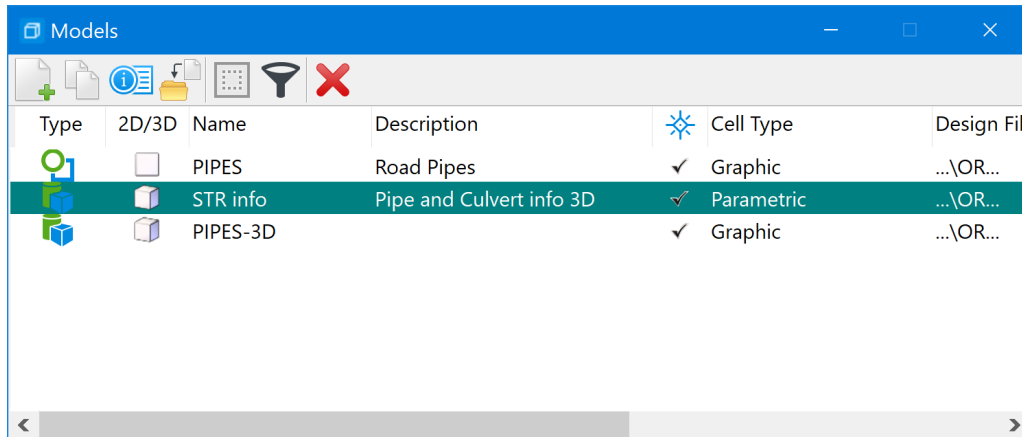 Models
Type 2D/3D Name Description Cell Type Design Fil
PIPES Road Pipes Graphic ...\OR...
STR info Pipe and Culvert info 3D Parametric ...\OR...
PIPES-3D Graphic ...\OR...